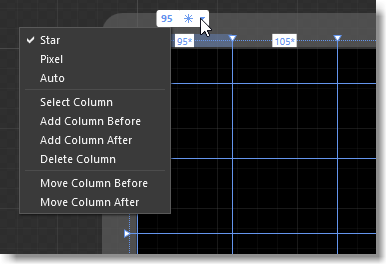 95
95*
105*
Star
Pixel
Auto
Select Column
Add Column Before
Add Column After
Delete Column
Move Column Before
Move Column After